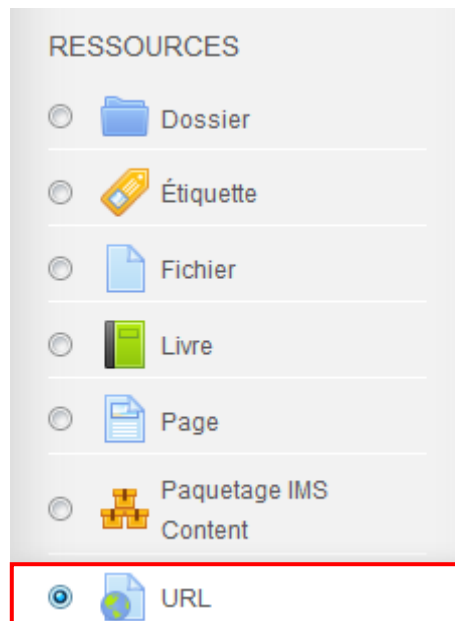 RESSOURCES
Dossier
Étiquette
Fichier
Livre
Page
Paquetage IMS
Content
URL